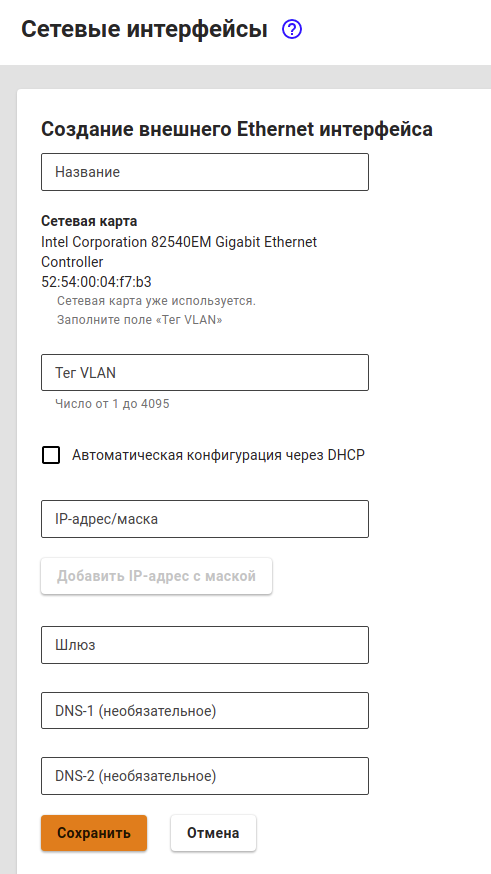 Сетевые интерфейсы ?
Создание внешнего Ethernet интерфейса
Название
Сетевая карта
Intel Corporation 82540EM Gigabit Ethernet
Controller
52:54:00:04:f7:b3
Сетевая карта уже используется.
Заполните поле «Тег VLAN»
Тег VLAN
Число от 1 до 4095
Автоматическая конфигурация через DHCP
IP-адрес/маска
Добавить IP-адрес с маской
Шлюз
DNS-1 (необязательное)
DNS-2 (необязательное)
Сохранить Отмена